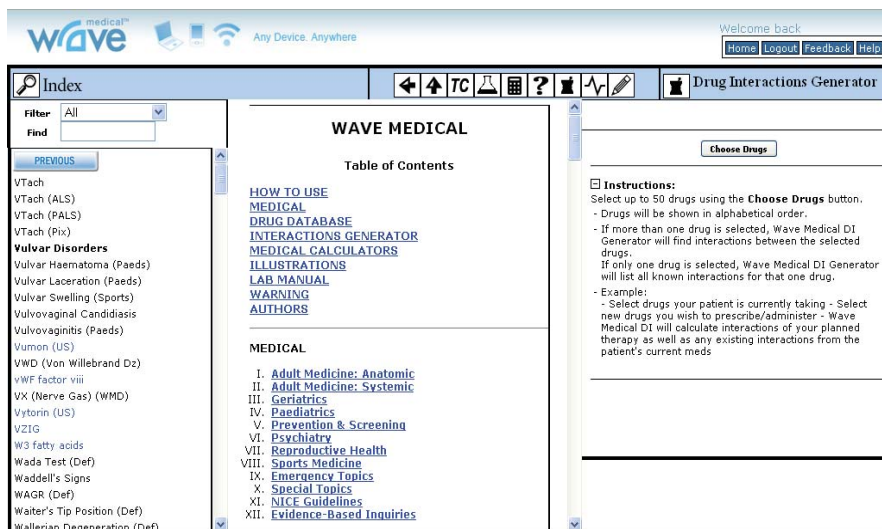 medical™
wave
Any Device. Anywhere
Welcome back
Home Logout Feedback Help
Index
TC
?
Drug Interactions Generator
Filter All
Find
PREVIOUS
VTach
VTach (ALS)
VTach (PALS)
VTach (Pix)
Vulvar Disorders
Vulvar Haematoma (Paeds)
Vulvar Laceration (Paeds)
Vulvar Swelling (Sports)
Vulvovaginal Candidiasis
Vulvovaginitis (Paeds)
Vumon (US)
VWD (Von Willebrand Dz)
vWF factor viii
VX (Nerve Gas) (WMD)
Vytorin (US)
VZIG
W3 fatty acids
Wada Test (Def)
Waddell's Signs
WAGR (Def)
Waiter's Tip Position (Def)
Wallerian Degeneration (Def)
WAVE MEDICAL
Table of Contents
HOW TO USE
MEDICAL
DRUG DATABASE
INTERACTIONS GENERATOR
MEDICAL CALCULATORS
ILLUSTRATIONS
LAB MANUAL
WARNING
AUTHORS
MEDICAL
I. Adult Medicine: Anatomic
II. Adult Medicine: Systemic
III. Geriatrics
IV. Paediatrics
V. Prevention & Screening
VI. Psychiatry
VII. Reproductive Health
VIII. Sports Medicine
IX. Emergency Topics
X. Special Topics
XI. NICE Guidelines
XII. Evidence-Based Inquiries
Choose Drugs
Instructions:
Select up to 50 drugs using the Choose Drugs button.
- Drugs will be shown in alphabetical order.
- If more than one drug is selected, Wave Medical DI
Generator will find interactions between the selected
drugs.
If only one drug is selected, Wave Medical DI Generator
will list all known interactions for that one drug.
- Example:
- Select drugs your patient is currently taking - Select
new drugs you wish to prescribe/administer - Wave
Medical DI will calculate interactions of your planned
therapy as well as any existing interactions from the
patient's current meds